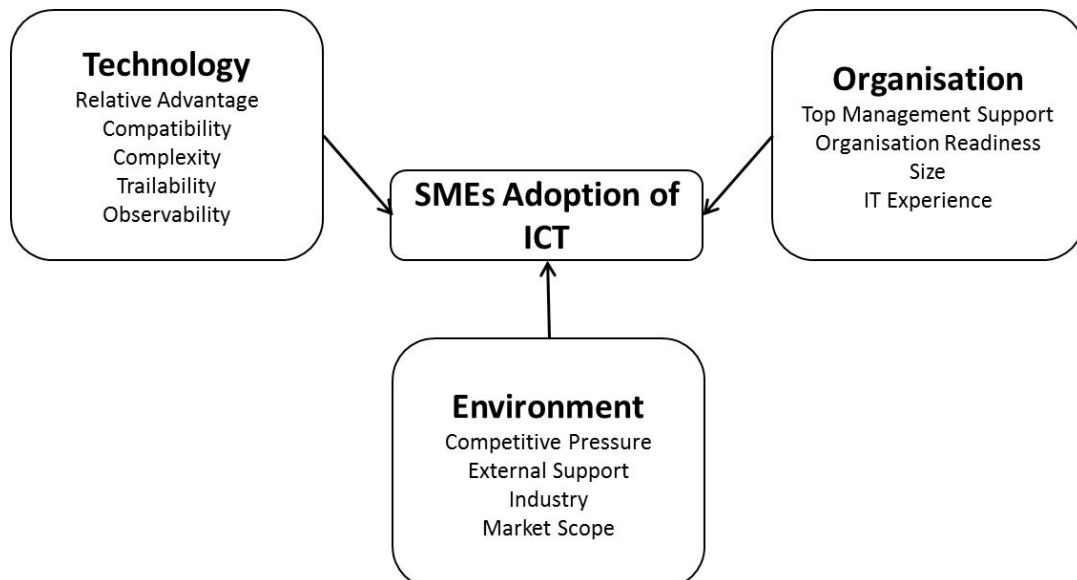 Technology
Relative Advantage
Compatibility
Complexity
Trailability
Observability
Organisation
Top Management Support
Organisation Readiness
Size
IT Experience
SMEs Adoption of
ICT
Environment
Competitive Pressure
External Support
Industry
Market Scope